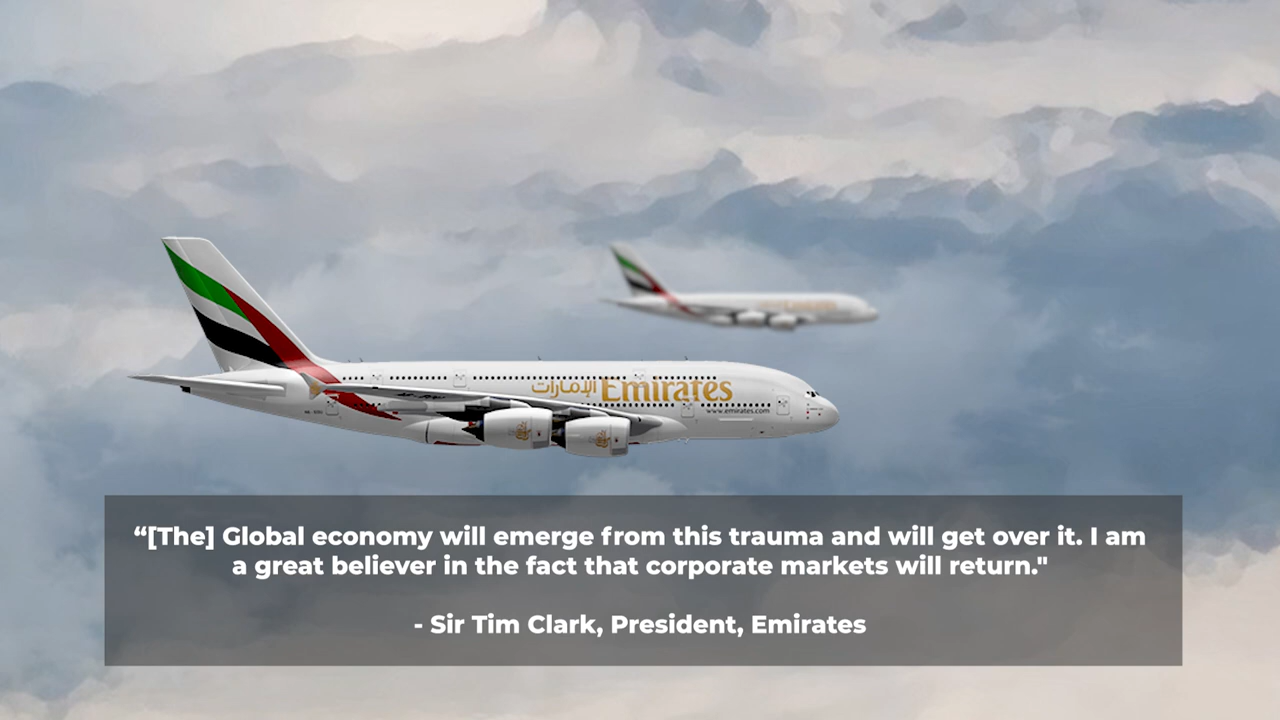 الإمارات Emirates
www.emirates.com
“[The] Global economy will emerge from this trauma and will get over it. I am
a great believer in the fact that corporate markets will return."
- Sir Tim Clark, President, Emirates